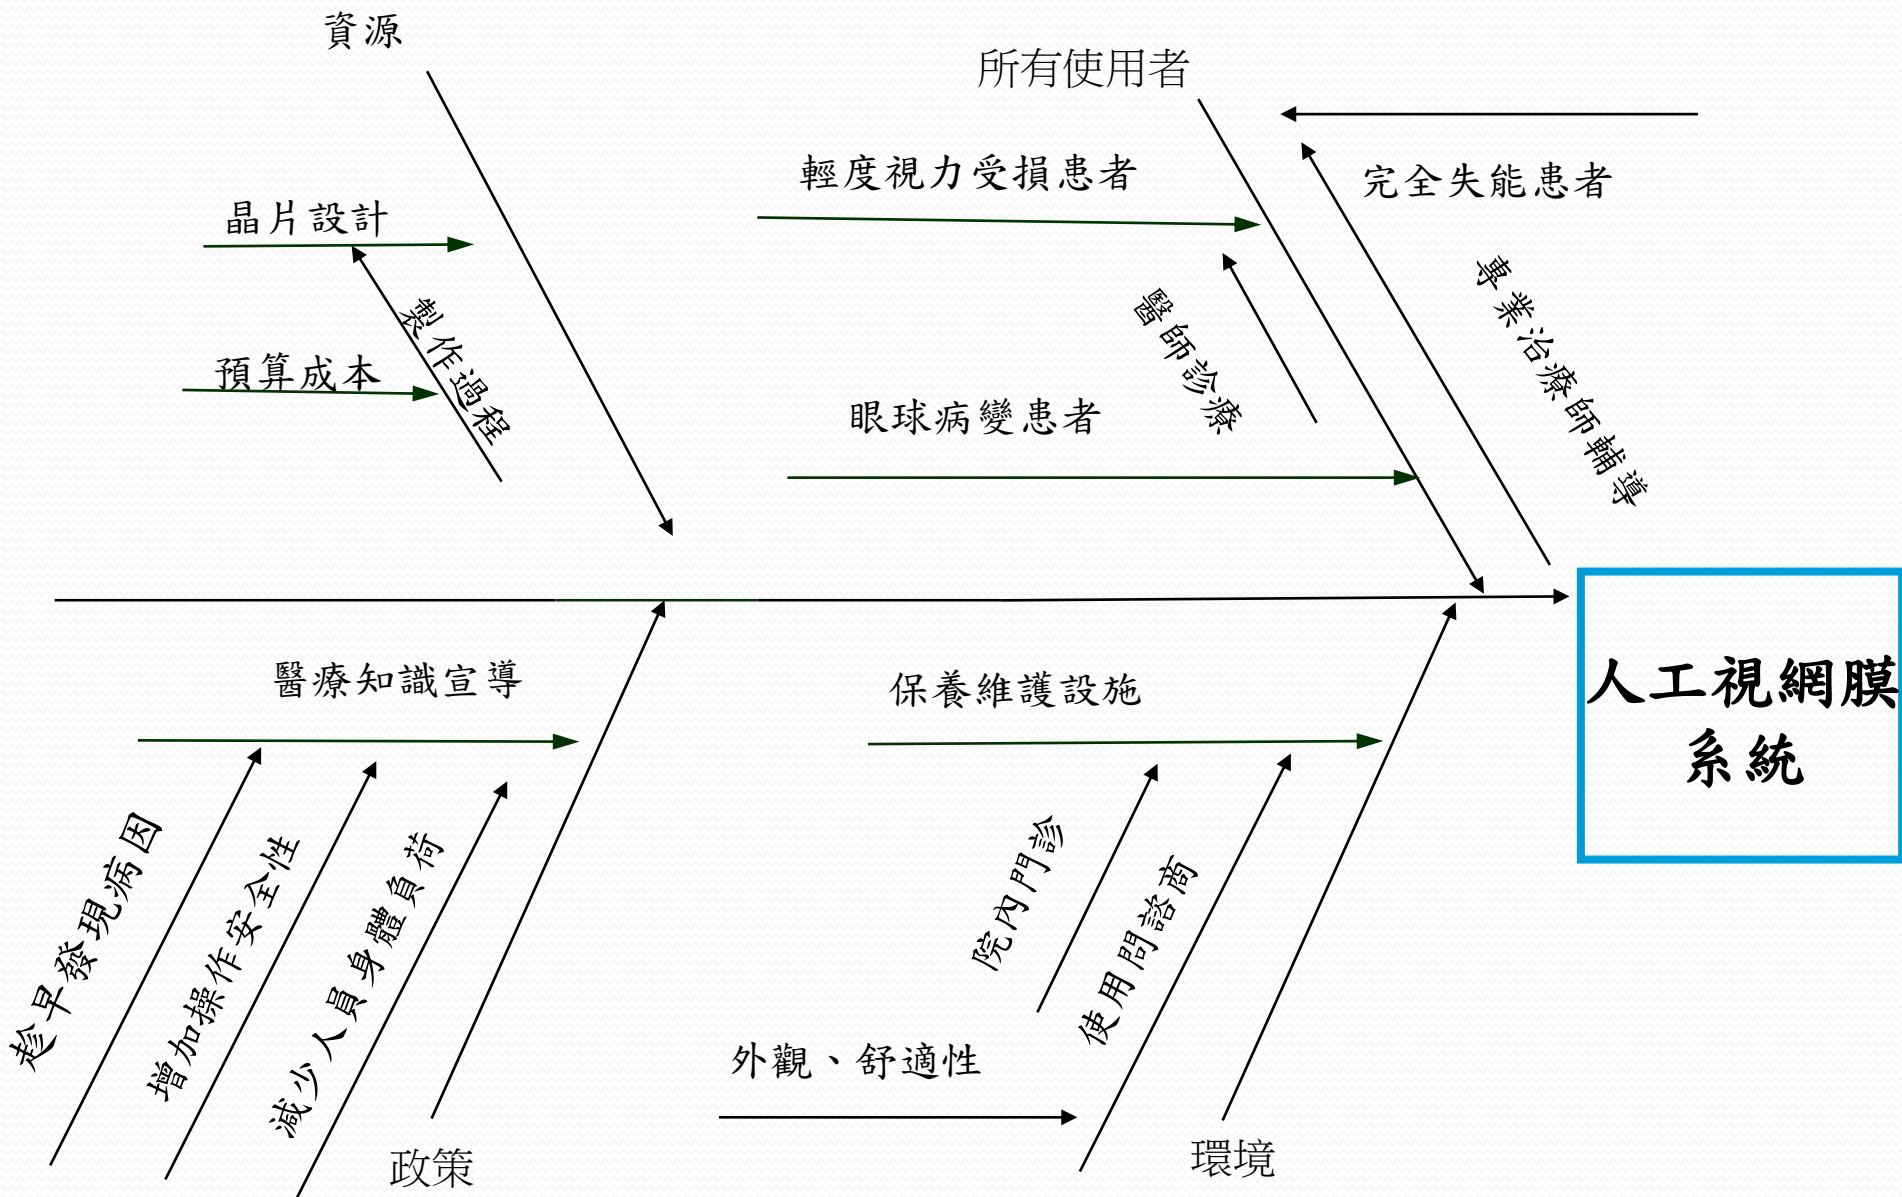 資源
所有使用者
輕度視力受損患者
完全失能患者
晶片設計
製作過程
預算成本
醫師診療
專業治療師輔導
眼球病變患者
人工視網膜
系統
醫療知識宣導
保養維護設施
趁早發現病因
增加操作安全性
減少人員身體負荷
院內門診
使用問諮商
外觀、舒適性
政策
環境